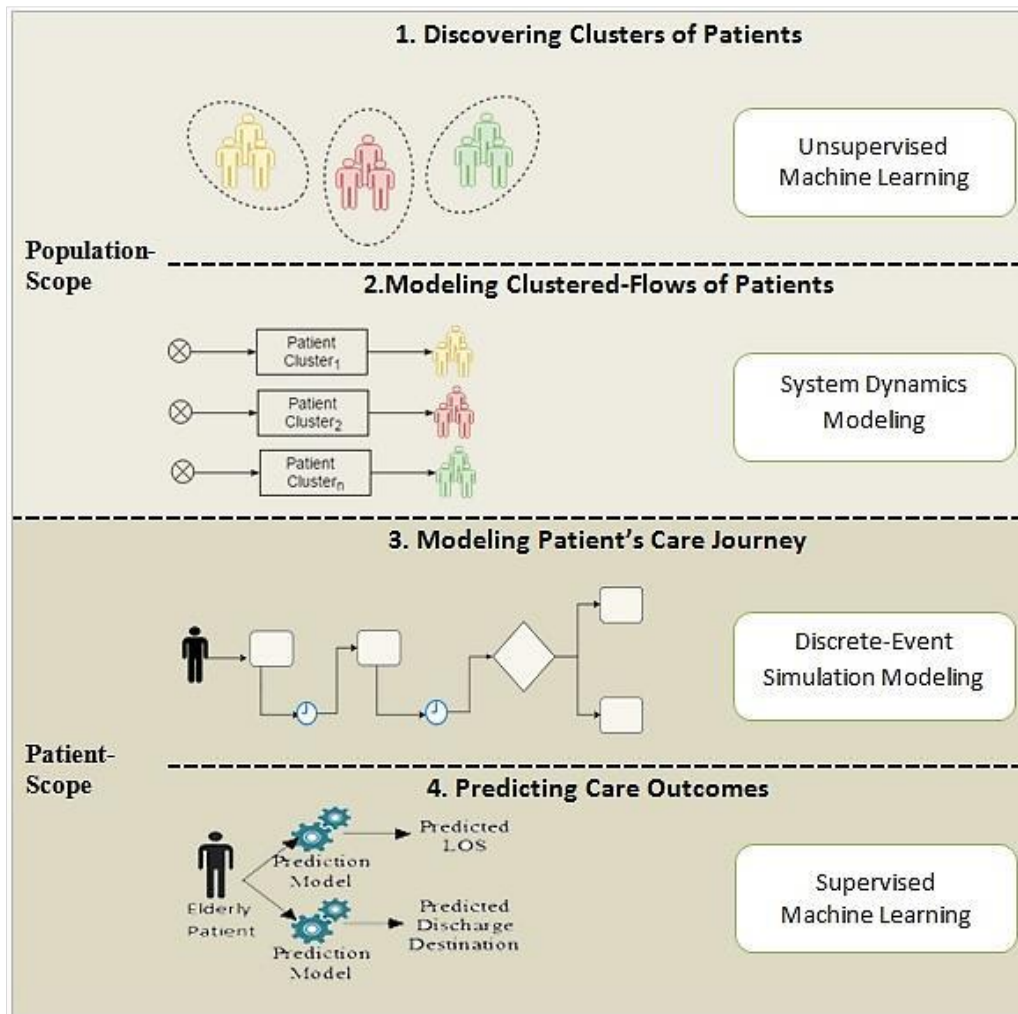 1. Discovering Clusters of Patients
Unsupervised
Machine Learning
Population-
Scope
2.Modeling Clustered-Flows of Patients
Patient
Cluster1
Patient
Cluster2
Patient
Clustern
System Dynamics
Modeling
3. Modeling Patient's Care Journey
Discrete-Event
Simulation Modeling
Patient-
Scope
4. Predicting Care Outcomes
Elderly
Patient
Prediction
Model
Predicted
LOS
Prediction
Model
Predicted
Discharge
Destination
Supervised
Machine Learning